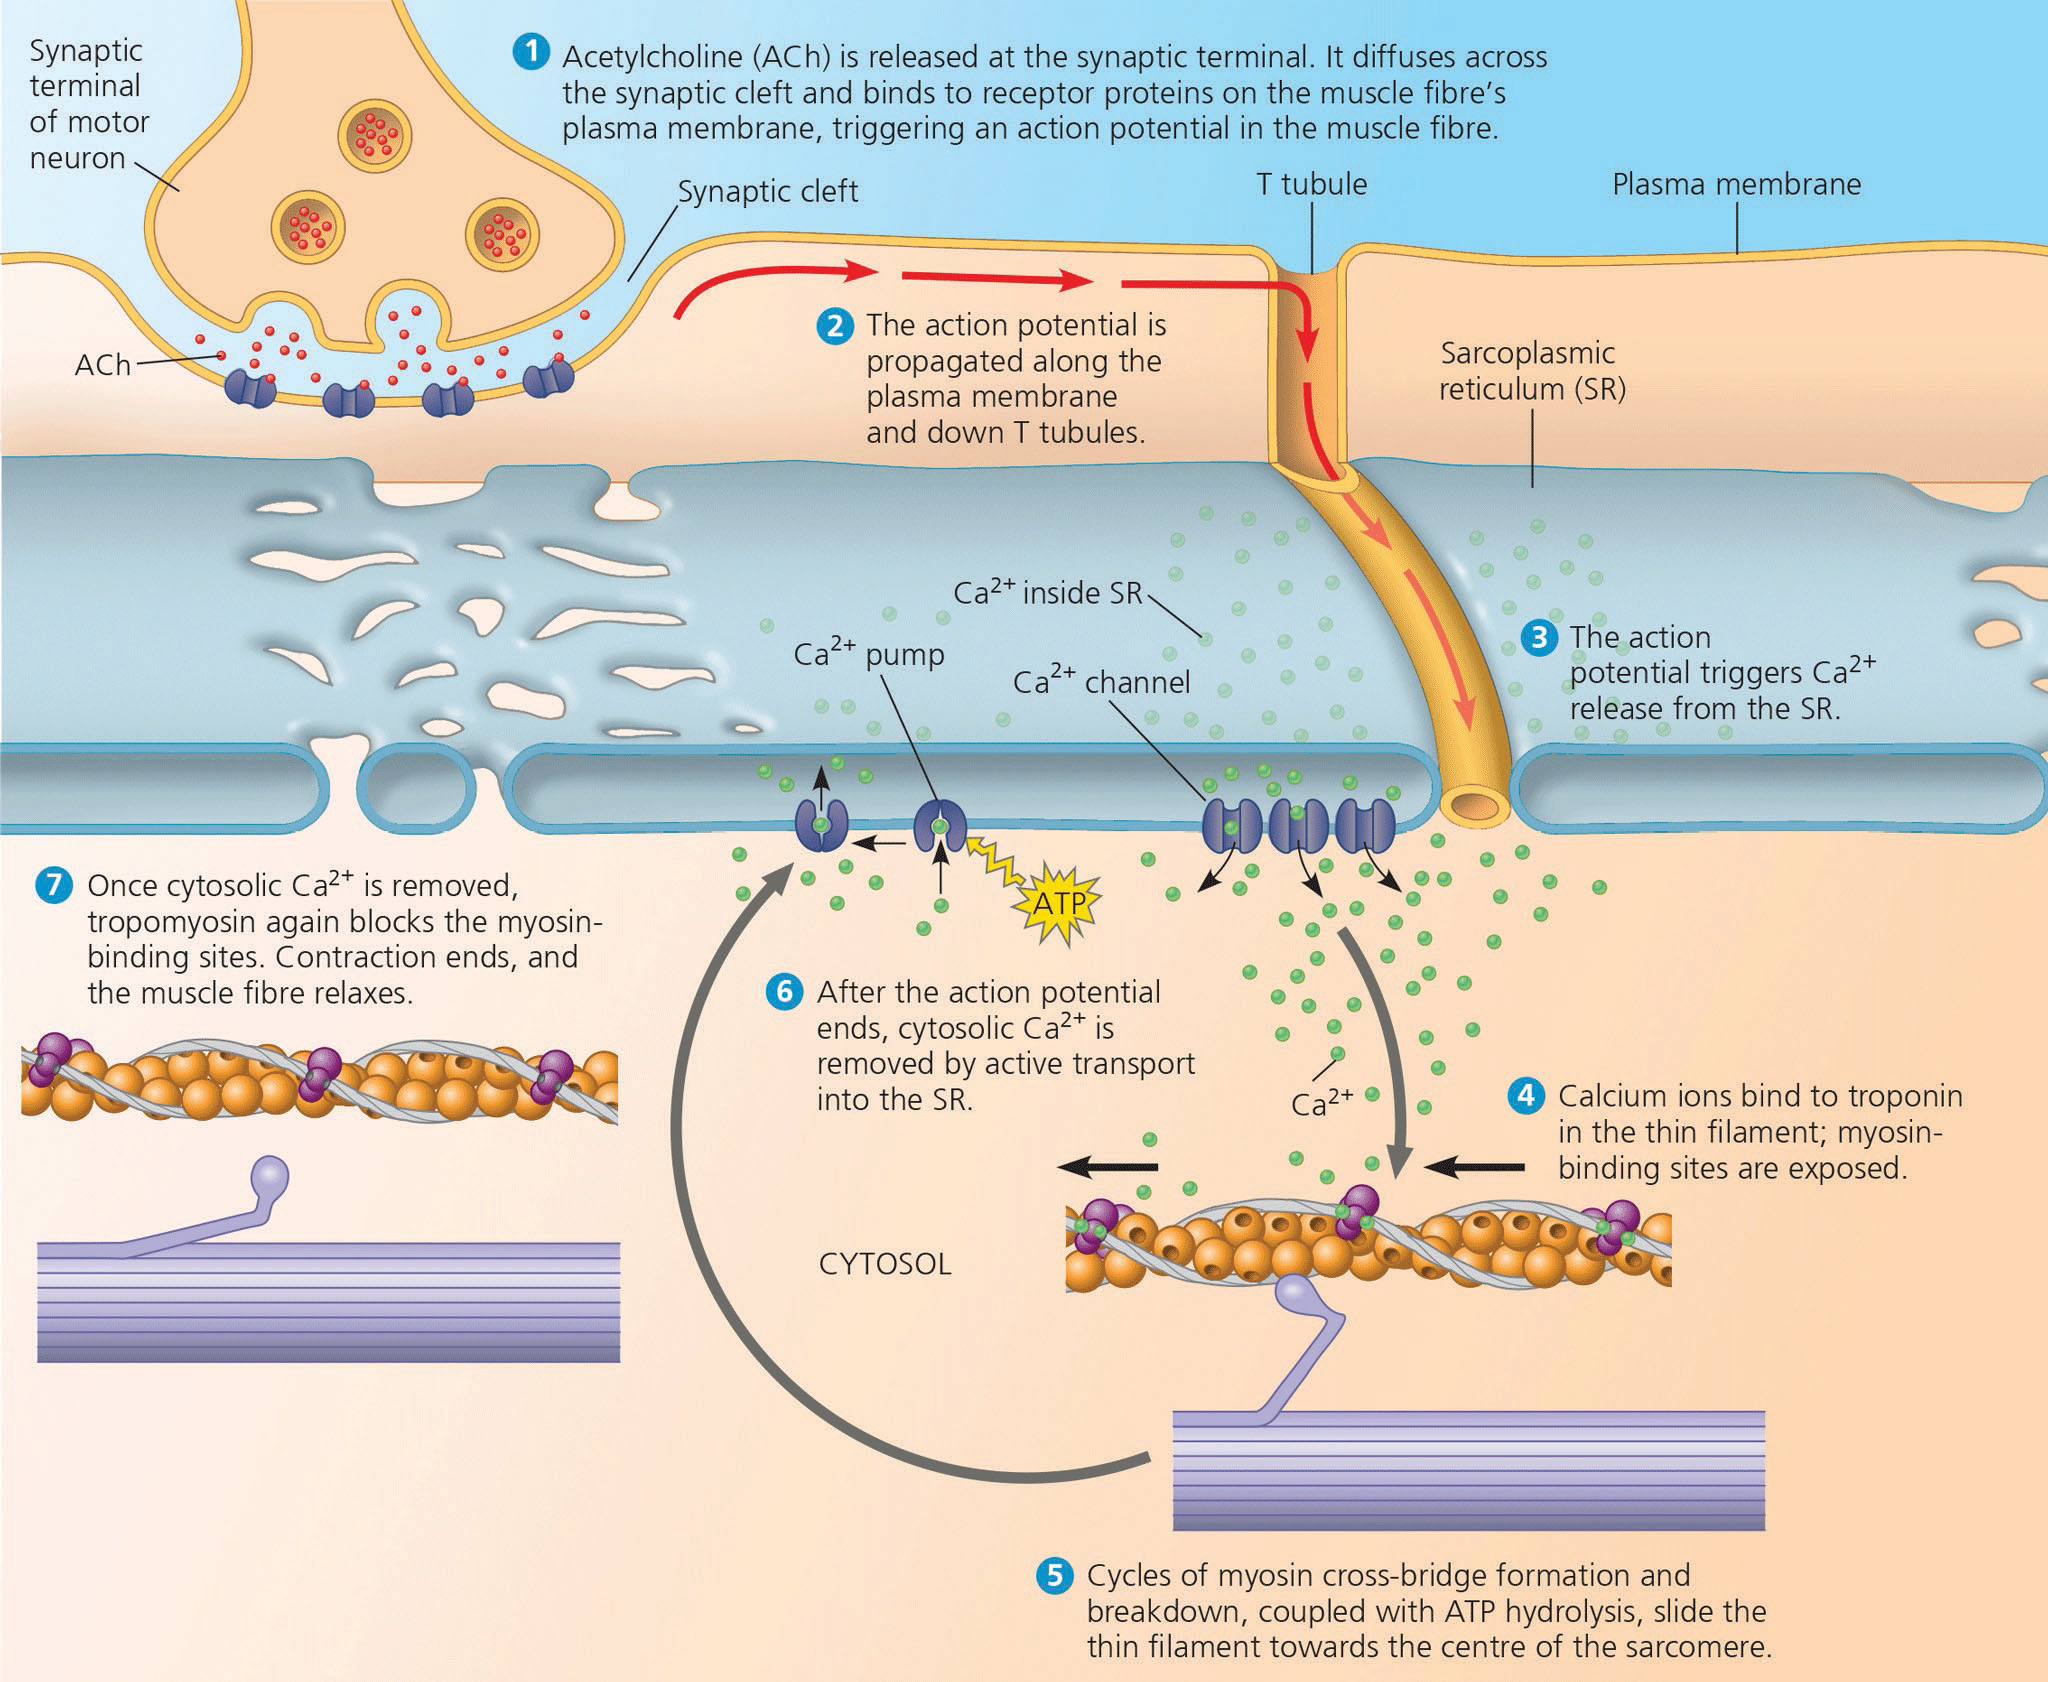 Synaptic
terminal
of motor
neuron
1 Acetylcholine (ACh) is released at the synaptic terminal. It diffuses across
the synaptic cleft and binds to receptor proteins on the muscle fibre's
plasma membrane, triggering an action potential in the muscle fibre.
Synaptic cleft
T tubule
Plasma membrane
ACh
2 The action potential is
propagated along the
plasma membrane
and down T tubules.
Sarcoplasmic
reticulum (SR)
Ca²⁺ inside SR
Ca²⁺ pump
Ca²⁺ channel
3 The action
potential triggers Ca²⁺
release from the SR.
ATP
7 Once cytosolic Ca²⁺ is removed,
tropomyosin again blocks the myosin-
binding sites. Contraction ends, and
the muscle fibre relaxes.
6 After the action potential
ends, cytosolic Ca²⁺ is
removed by active transport
into the SR.
Ca²⁺
4 Calcium ions bind to troponin
in the thin filament; myosin-
binding sites are exposed.
CYTOSOL
5 Cycles of myosin cross-bridge formation and
breakdown, coupled with ATP hydrolysis, slide the
thin filament towards the centre of the sarcomere.